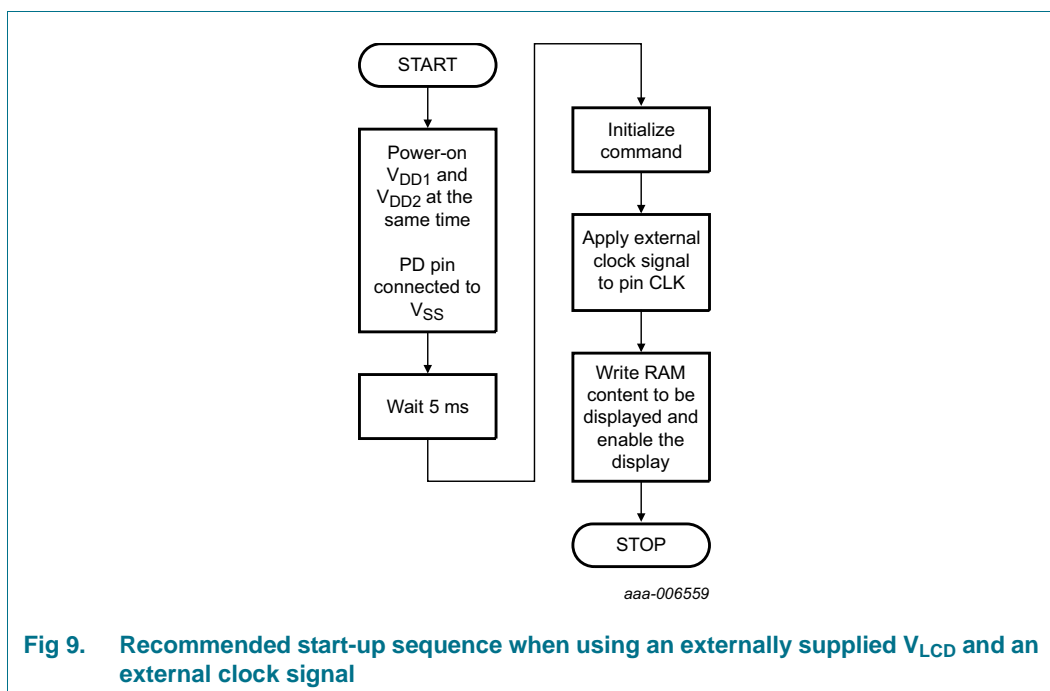 START
Power-on
VDD1 and
VDD2 at the
same time
PD pin
connected to
VSS
Wait 5 ms
Initialize
command
Apply external
clock signal
to pin CLK
Write RAM
content to be
displayed and
enable the
display
STOP
aaa-006559
Fig 9. Recommended start-up sequence when using an externally supplied VLCD and an
external clock signal